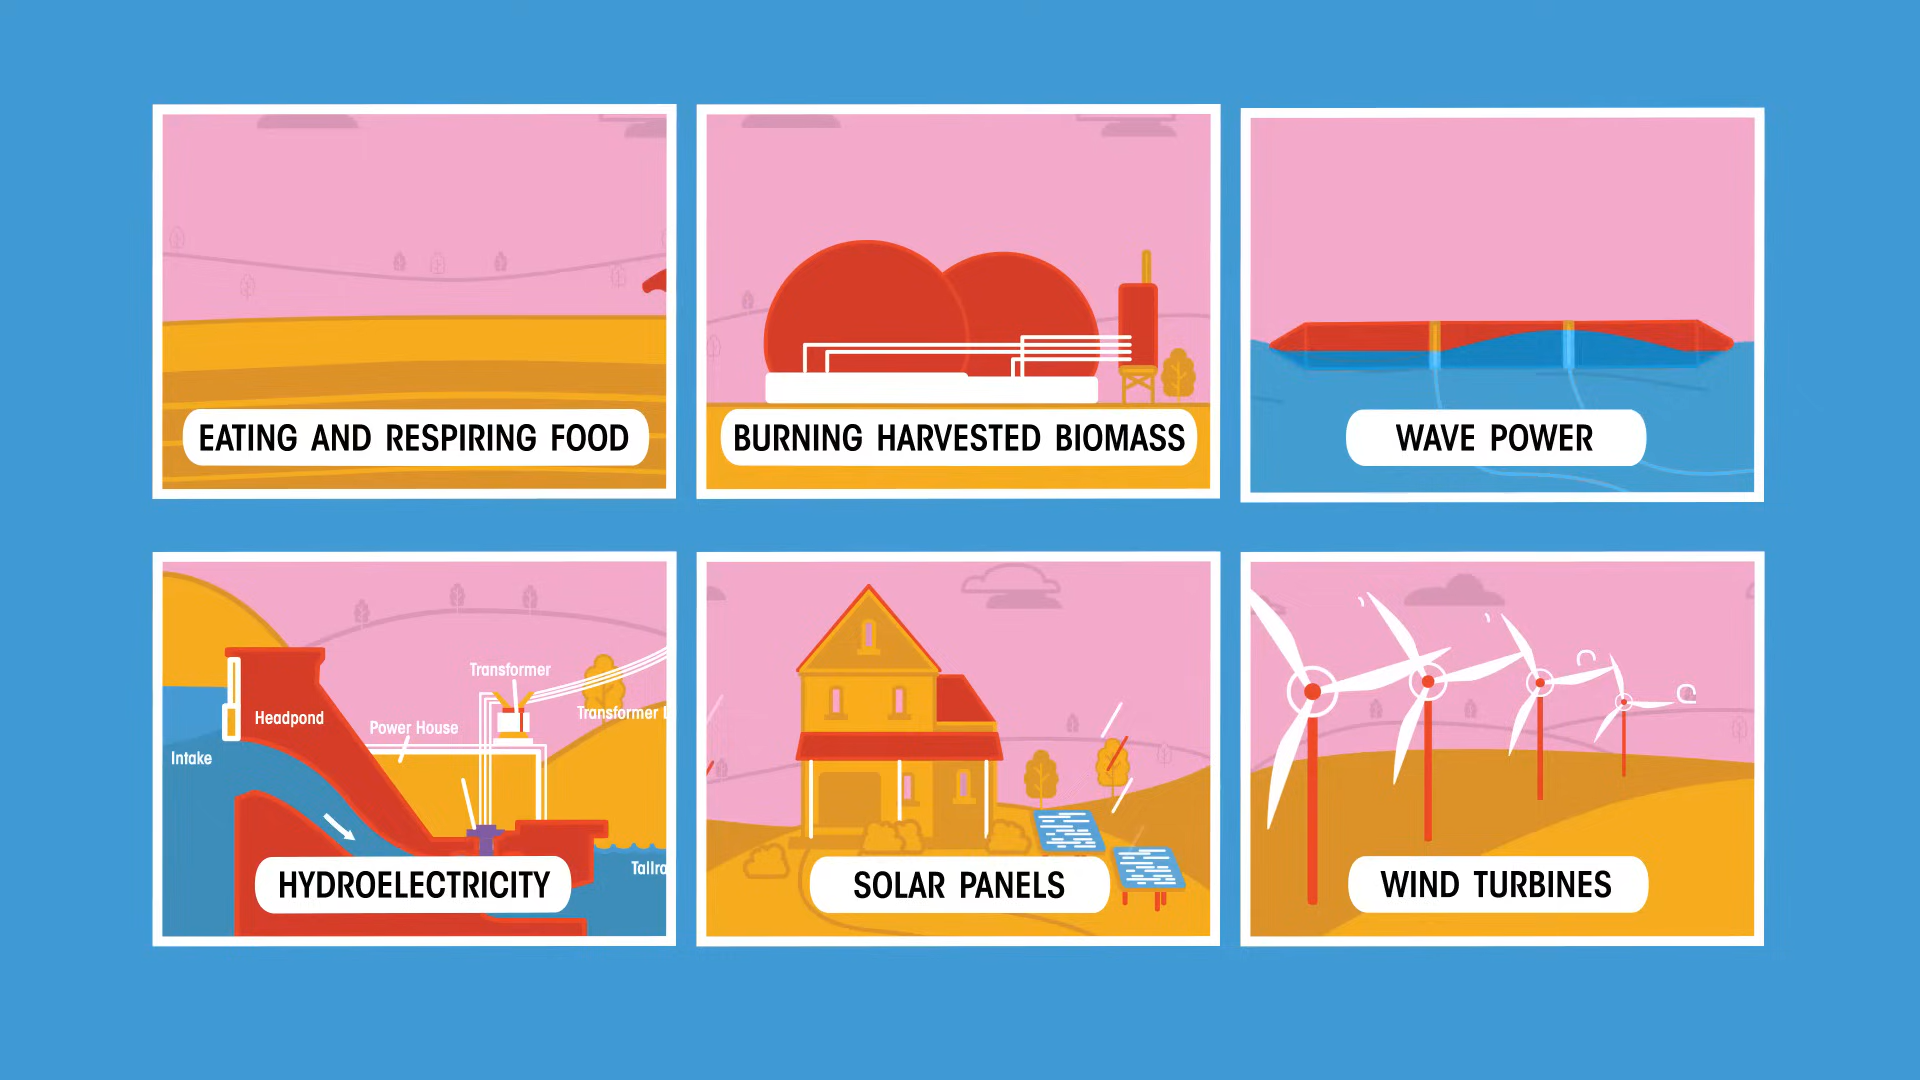 EATING AND RESPIRING FOOD
BURNING HARVESTED BIOMASS
WAVE POWER
Transformer
Transformer
Headpond
Power House
Intake
Tailra
HYDROELECTRICITY
SOLAR PANELS
WIND TURBINES